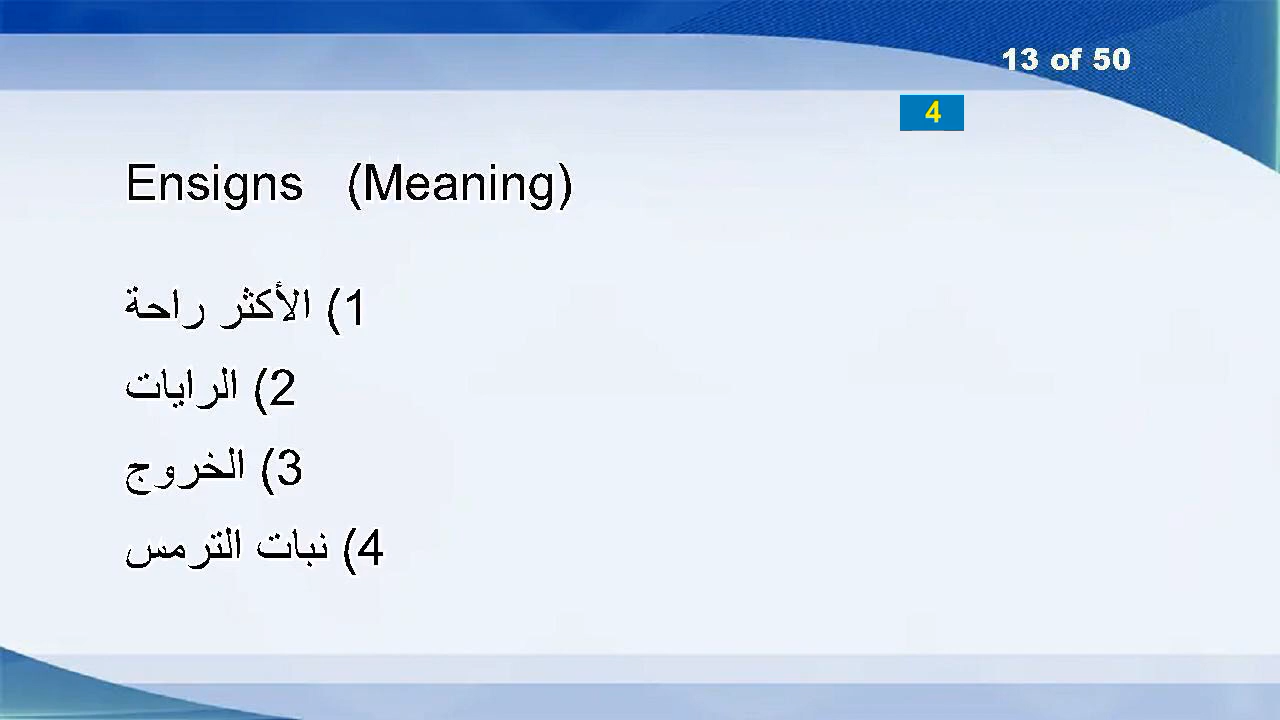 13 of 50
4
Ensigns (Meaning)
1) الأكثر راحة
2) الرايات
3) الخروج
4) نبات الترمس